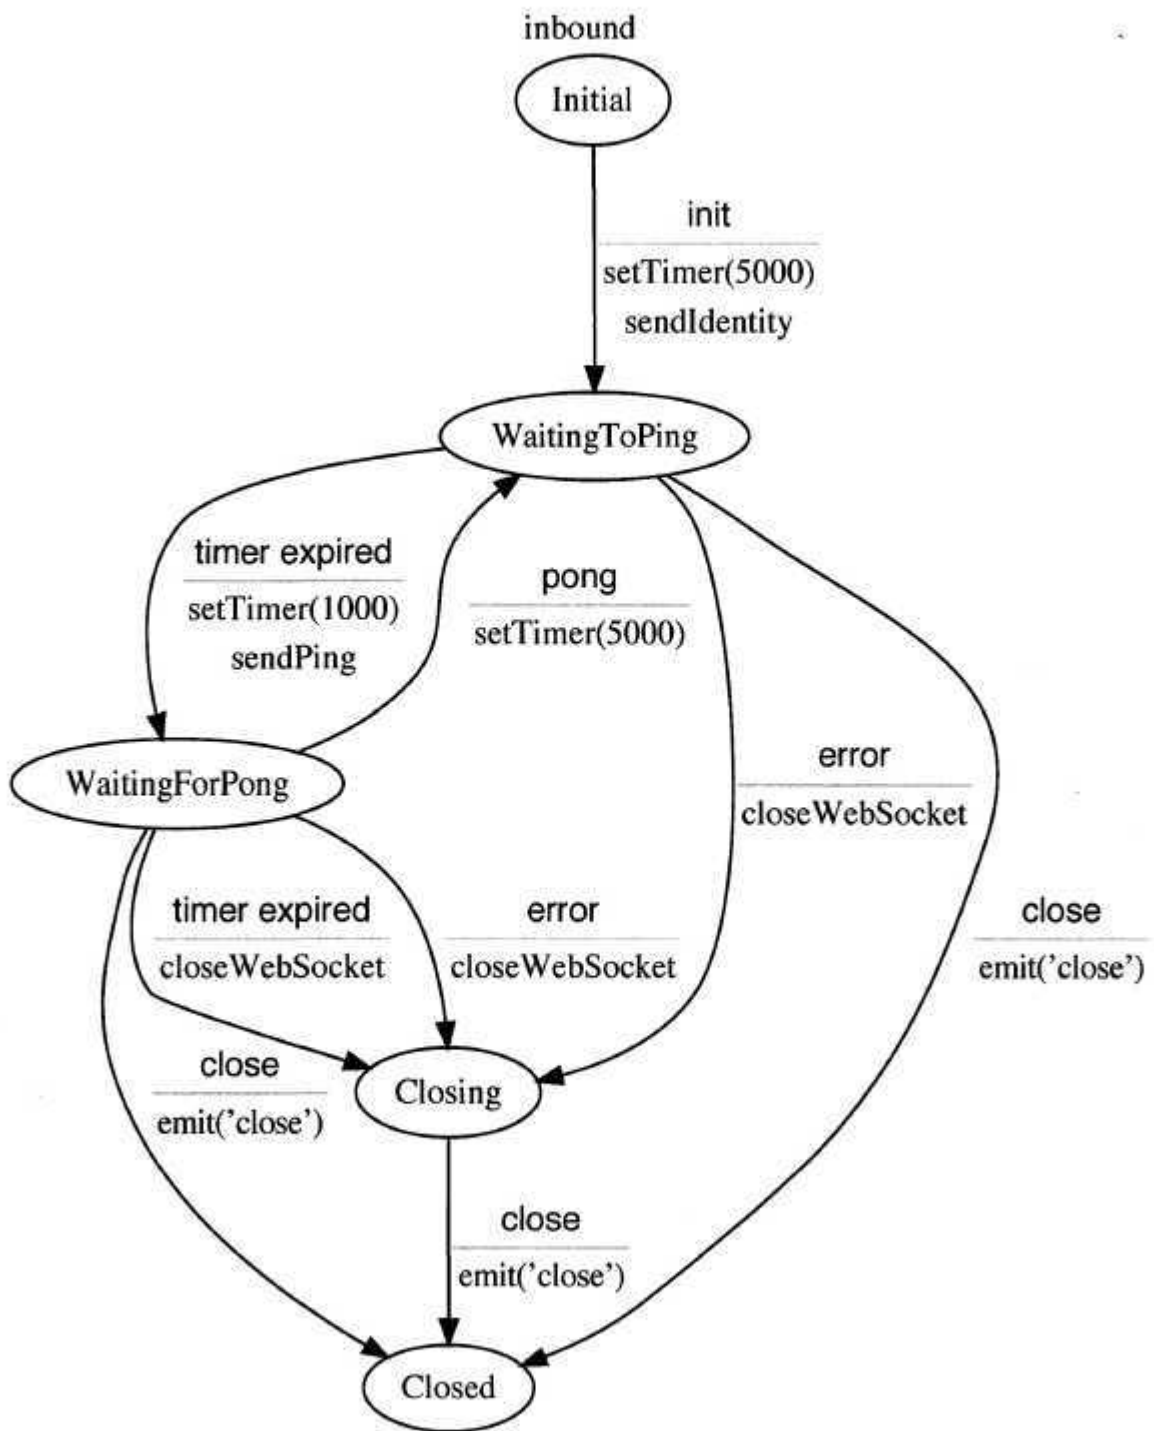 inbound
Initial
init
setTimer(5000)
sendIdentity
WaitingToPing
timer expired
setTimer(1000)
sendPing
pong
setTimer(5000)
error
closeWebSocket
WaitingForPong
timer expired
closeWebSocket
error
closeWebSocket
close
emit('close')
close
emit('close')
Closing
close
emit('close')
Closed